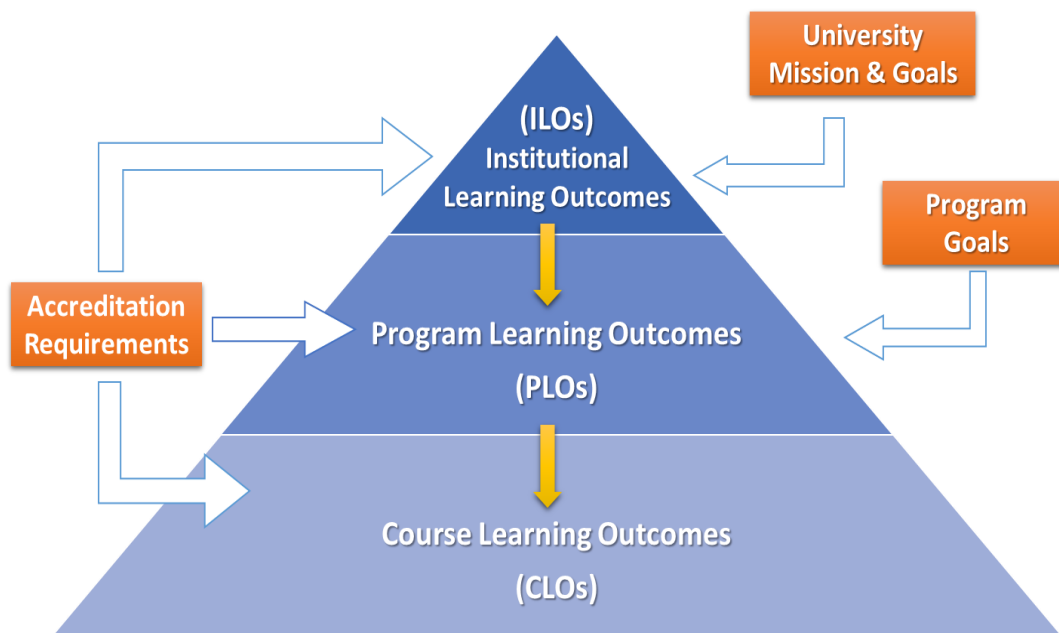 University
Mission & Goals
(ILOs)
Institutional
Learning Outcomes
Program
Goals
Accreditation
Requirements
Program Learning Outcomes
(PLOs)
Course Learning Outcomes
(CLOs)